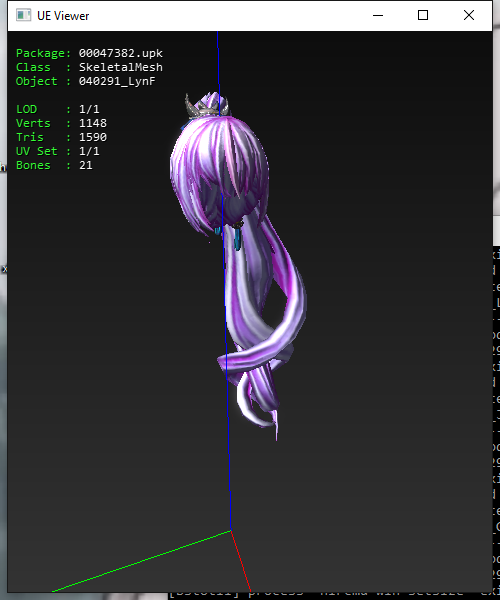 UE Viewer
Package: 00047382.upk
Class : SkeletalMesh
Object : 040291_LynF
LOD : 1/1
Verts : 1148
Tris : 1590
UV Set : 1/1
Bones : 21